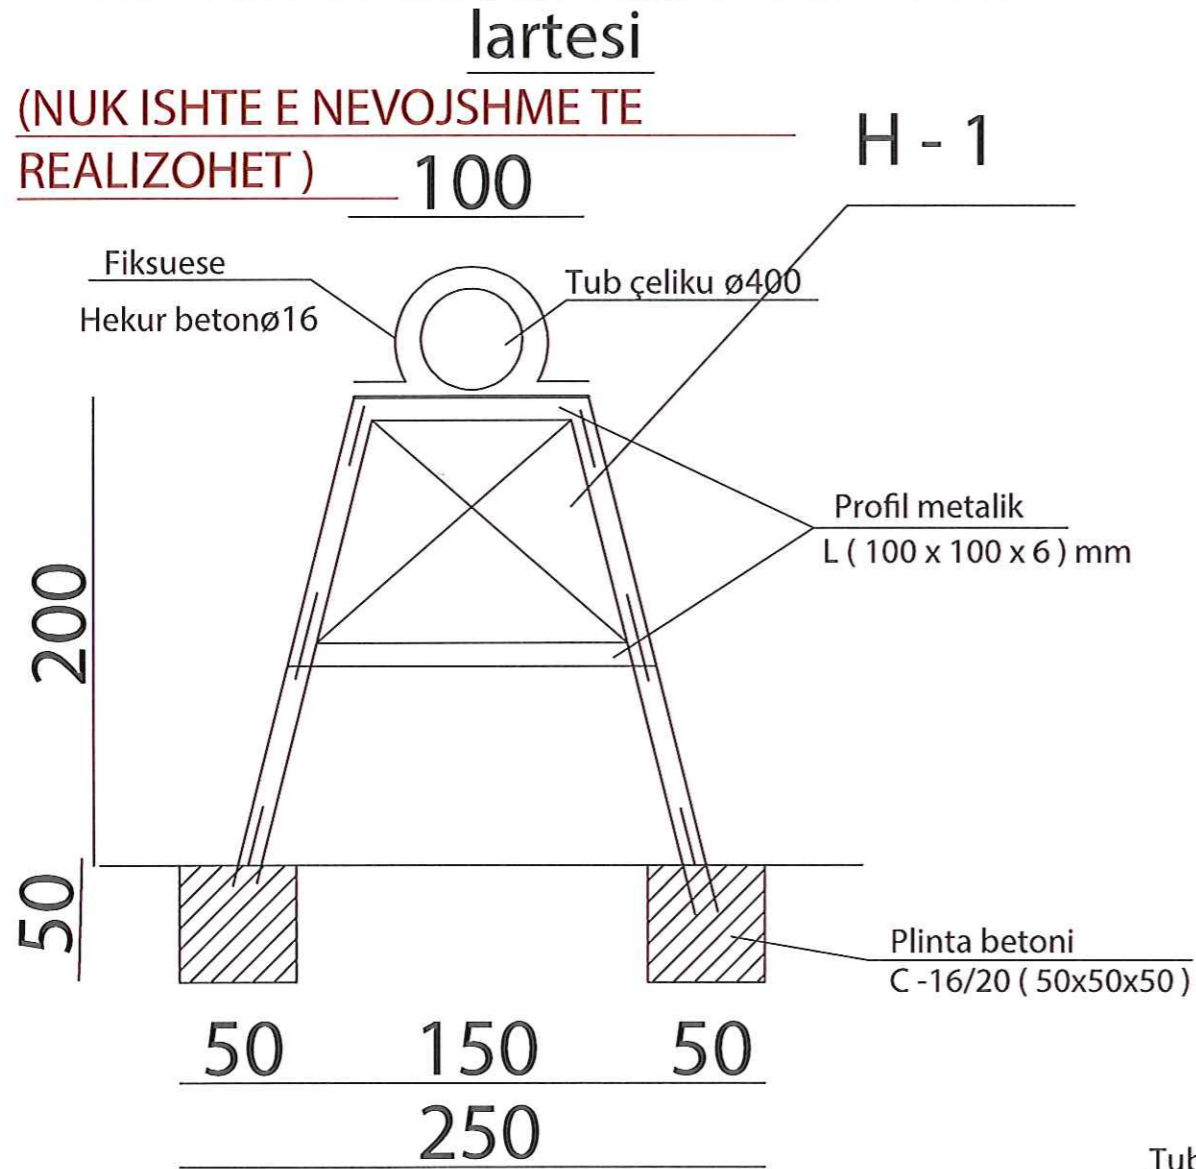 lartesi
(NUK ISHTE E NEVOJSHME TE
REALIZOHET )
H - 1
100
Fiksuese
Hekur betonø16
Tub çeliku ø400
Profil metalik
L ( 100 x 100 x 6 ) mm
200
50
Plinta betoni
C -16/20 ( 50x50x50 )
50 150 50
250
Tub